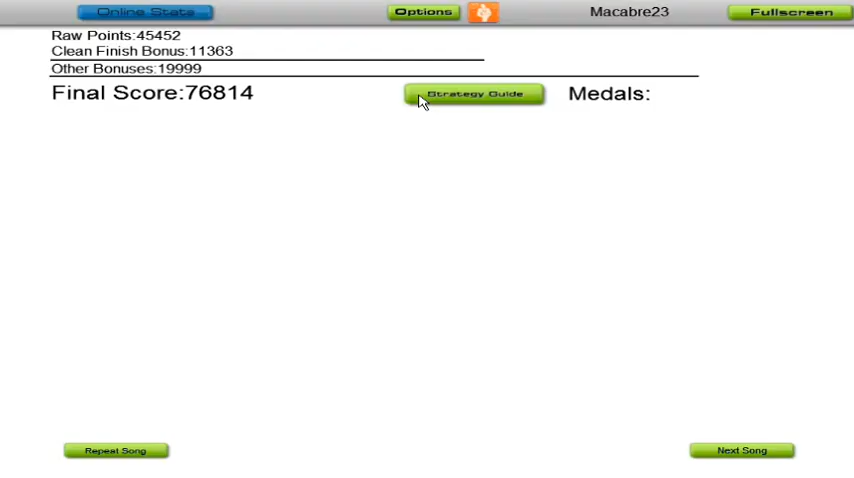 Online Stats Options Macabre23 Fullscreen
Raw Points:45452
Clean Finish Bonus:11363
Other Bonuses:19999
Final Score:76814 Strategy Guide Medals:
Repeat Song Next Song